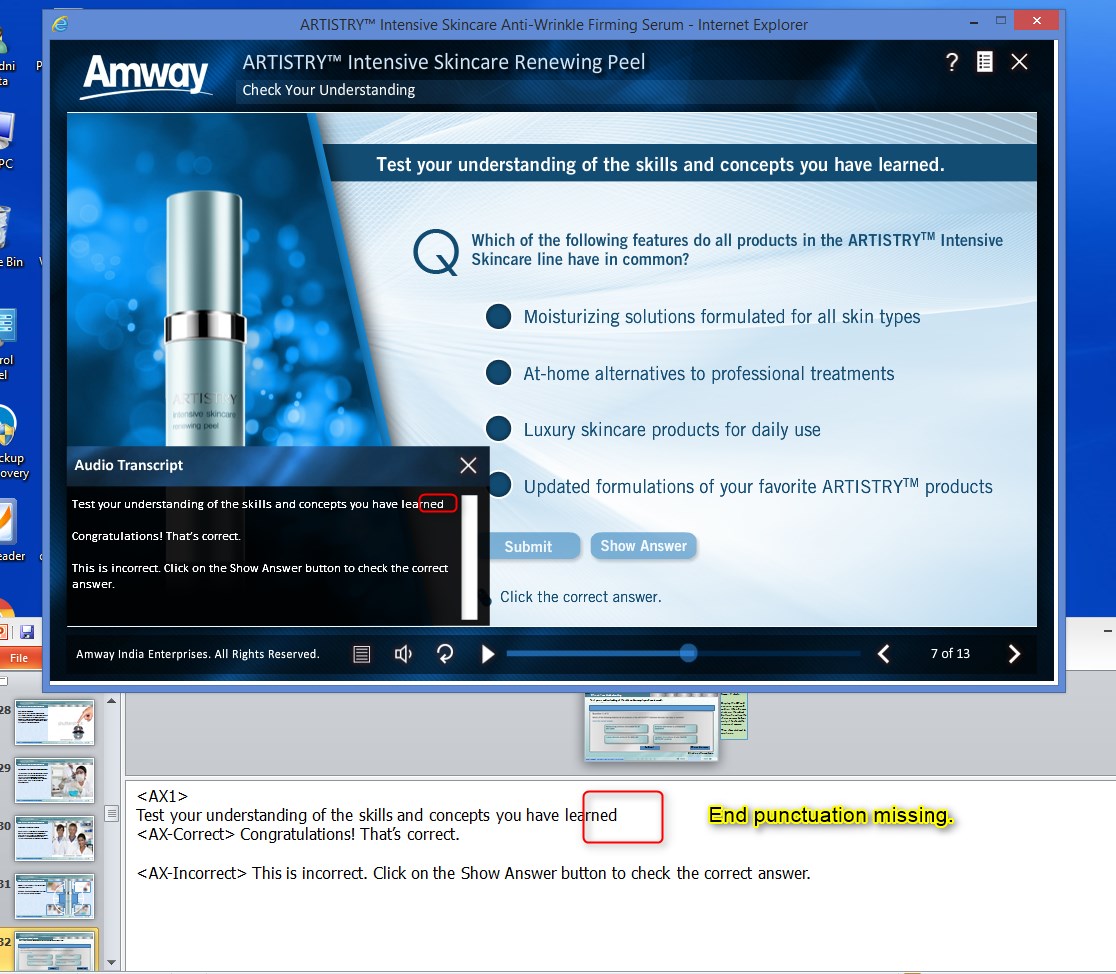 ARTISTRY™ Intensive Skincare Anti-Wrinkle Firming Serum - Internet Explorer
Amway
ARTISTRY™ Intensive Skincare Renewing Peel
Check Your Understanding
Test your understanding of the skills and concepts you have learned.
Q
Which of the following features do all products in the ARTISTRY™ Intensive
Skincare line have in common?
Moisturizing solutions formulated for all skin types
At-home alternatives to professional treatments
Luxury skincare products for daily use
Updated formulations of your favorite ARTISTRY™ products
ARTISTRY
intensive skincare
renewing peel
Audio Transcript
Test your understanding of the skills and concepts you have learned
Congratulations! That's correct.
This is incorrect. Click on the Show Answer button to check the correct
answer.
Submit
Show Answer
Click the correct answer.
Amway India Enterprises. All Rights Reserved.
7 of 13
dni
ta
P
PC
e Bin
rol
el
ckup
overy
eader
File
28
29
30
31
32
<AX1>
Test your understanding of the skills and concepts you have learned
<AX-Correct> Congratulations! That's correct.
<AX-Incorrect> This is incorrect. Click on the Show Answer button to check the correct answer.
End punctuation missing.